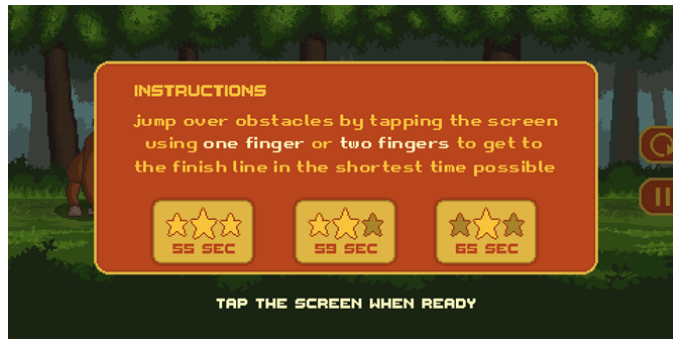 INSTRUCTIONS
jump over obstacles by tapping the screen
using one finger or two fingers to get to
the finish line in the shortest time possible
55 SEC 59 SEC 65 SEC
TAP THE SCREEN WHEN READY